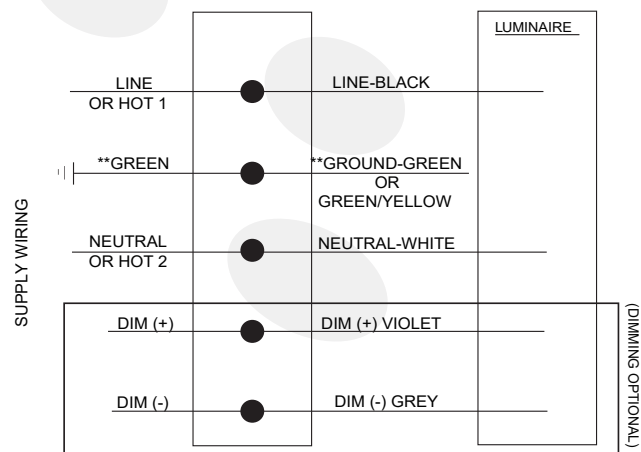 LUMINAIRE
LINE
OR HOT 1
LINE-BLACK
**GREEN
**GROUND-GREEN
OR
GREEN/YELLOW
NEUTRAL
OR HOT 2
NEUTRAL-WHITE
SUPPLY WIRING
DIM (+)
DIM (+) VIOLET
DIM (-)
DIM (-) GREY
(DIMMING OPTIONAL)